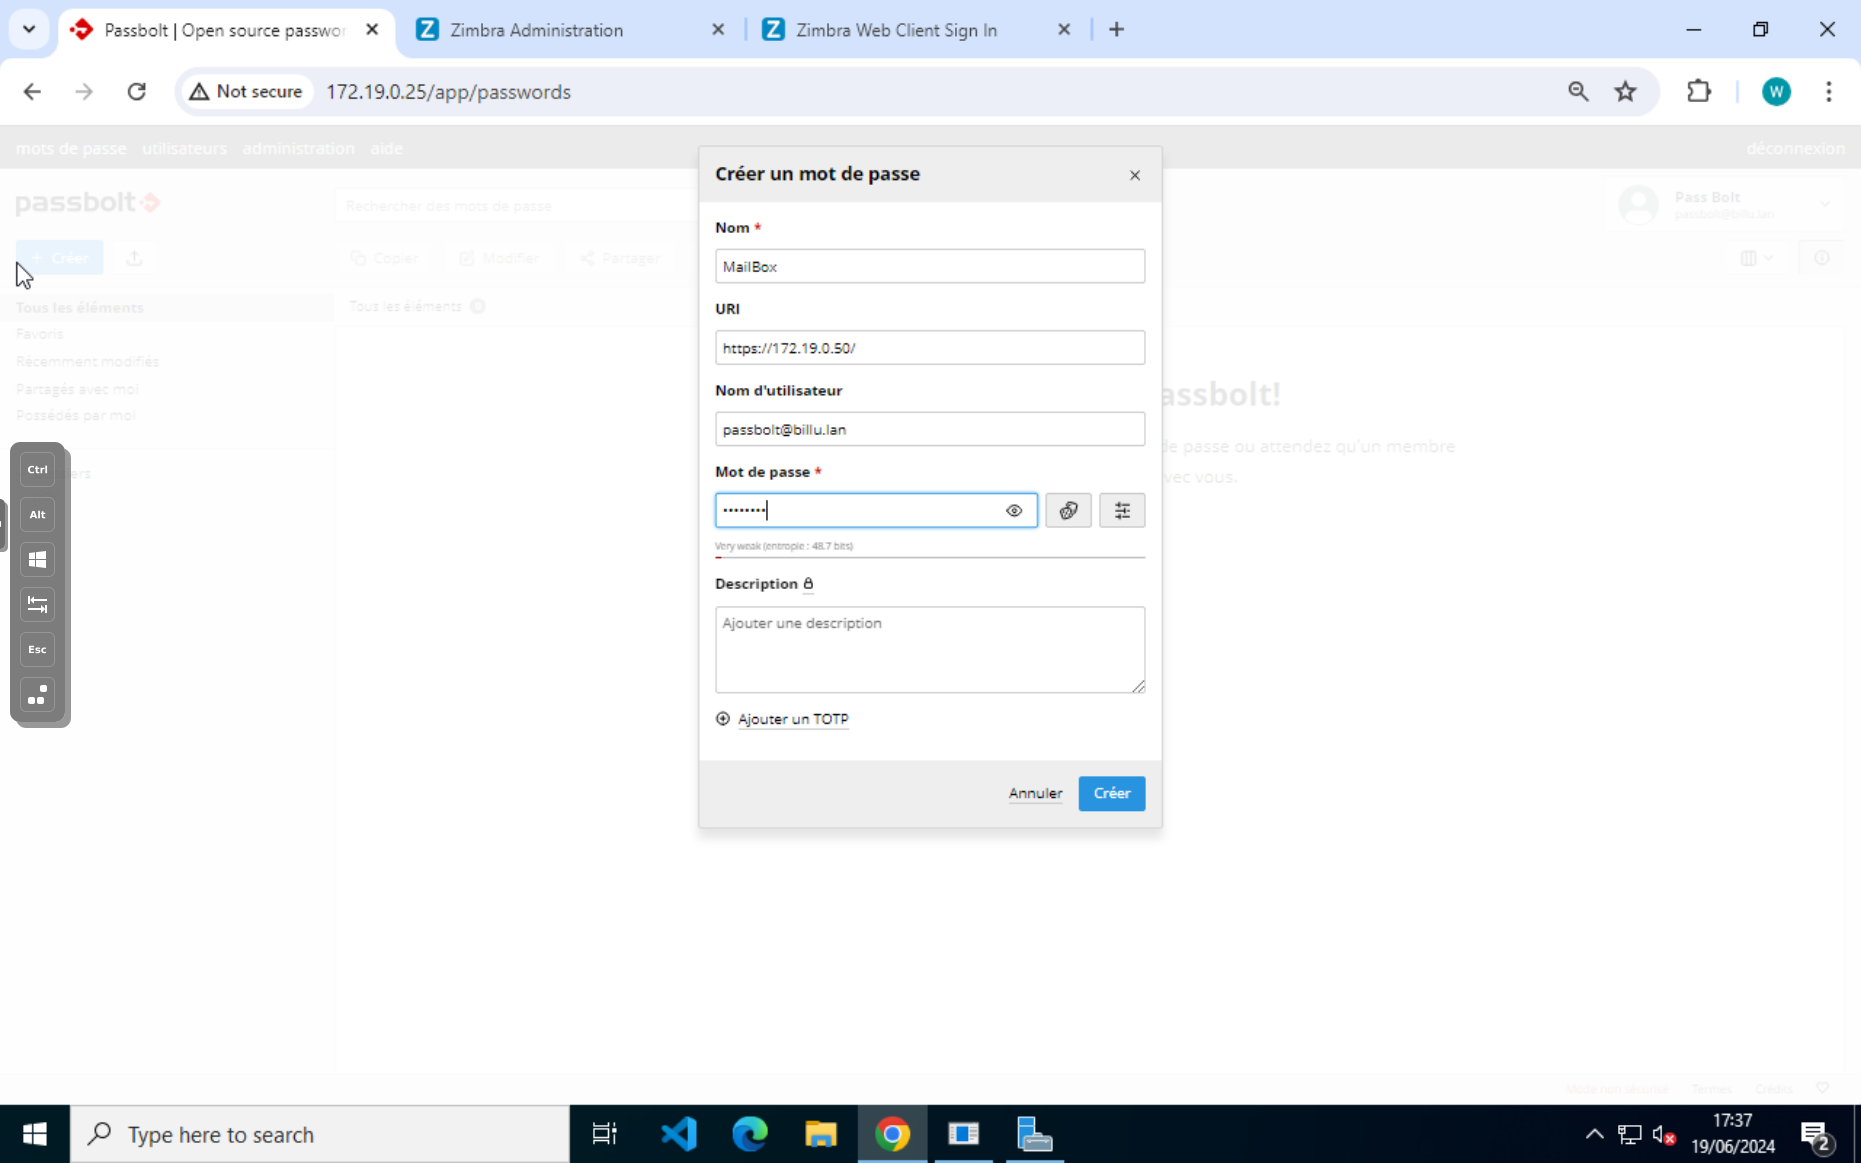 Passbolt | Open source passwor
Zimbra Administration
Zimbra Web Client Sign In
Not secure
172.19.0.25/app/passwords
W
mots de passe utilisateurs administration aide
déconnexion
passbolt
Rechercher des mots de passe
Pass Bolt
passbolt@billu.lan
+ Créer
Copier
Modifier
Partager
Tous les éléments
Favoris
Récemment modifiés
Partagés avec moi
Possédés par moi
Tous les éléments
assbolt!
de passe ou attendez qu'un membre
vec vous.
Ctrl
Alt
Esc
Créer un mot de passe
Nom *
MailBox
URI
https://172.19.0.50/
Nom d'utilisateur
passbolt@billu.lan
Mot de passe *
••••••••
Very weak (entropie : 48.7 bits)
Description
Ajouter une description
Ajouter un TOTP
Annuler
Créer
Mode non sécurisé
Termes
Crédits
Type here to search
17:37
19/06/2024
2